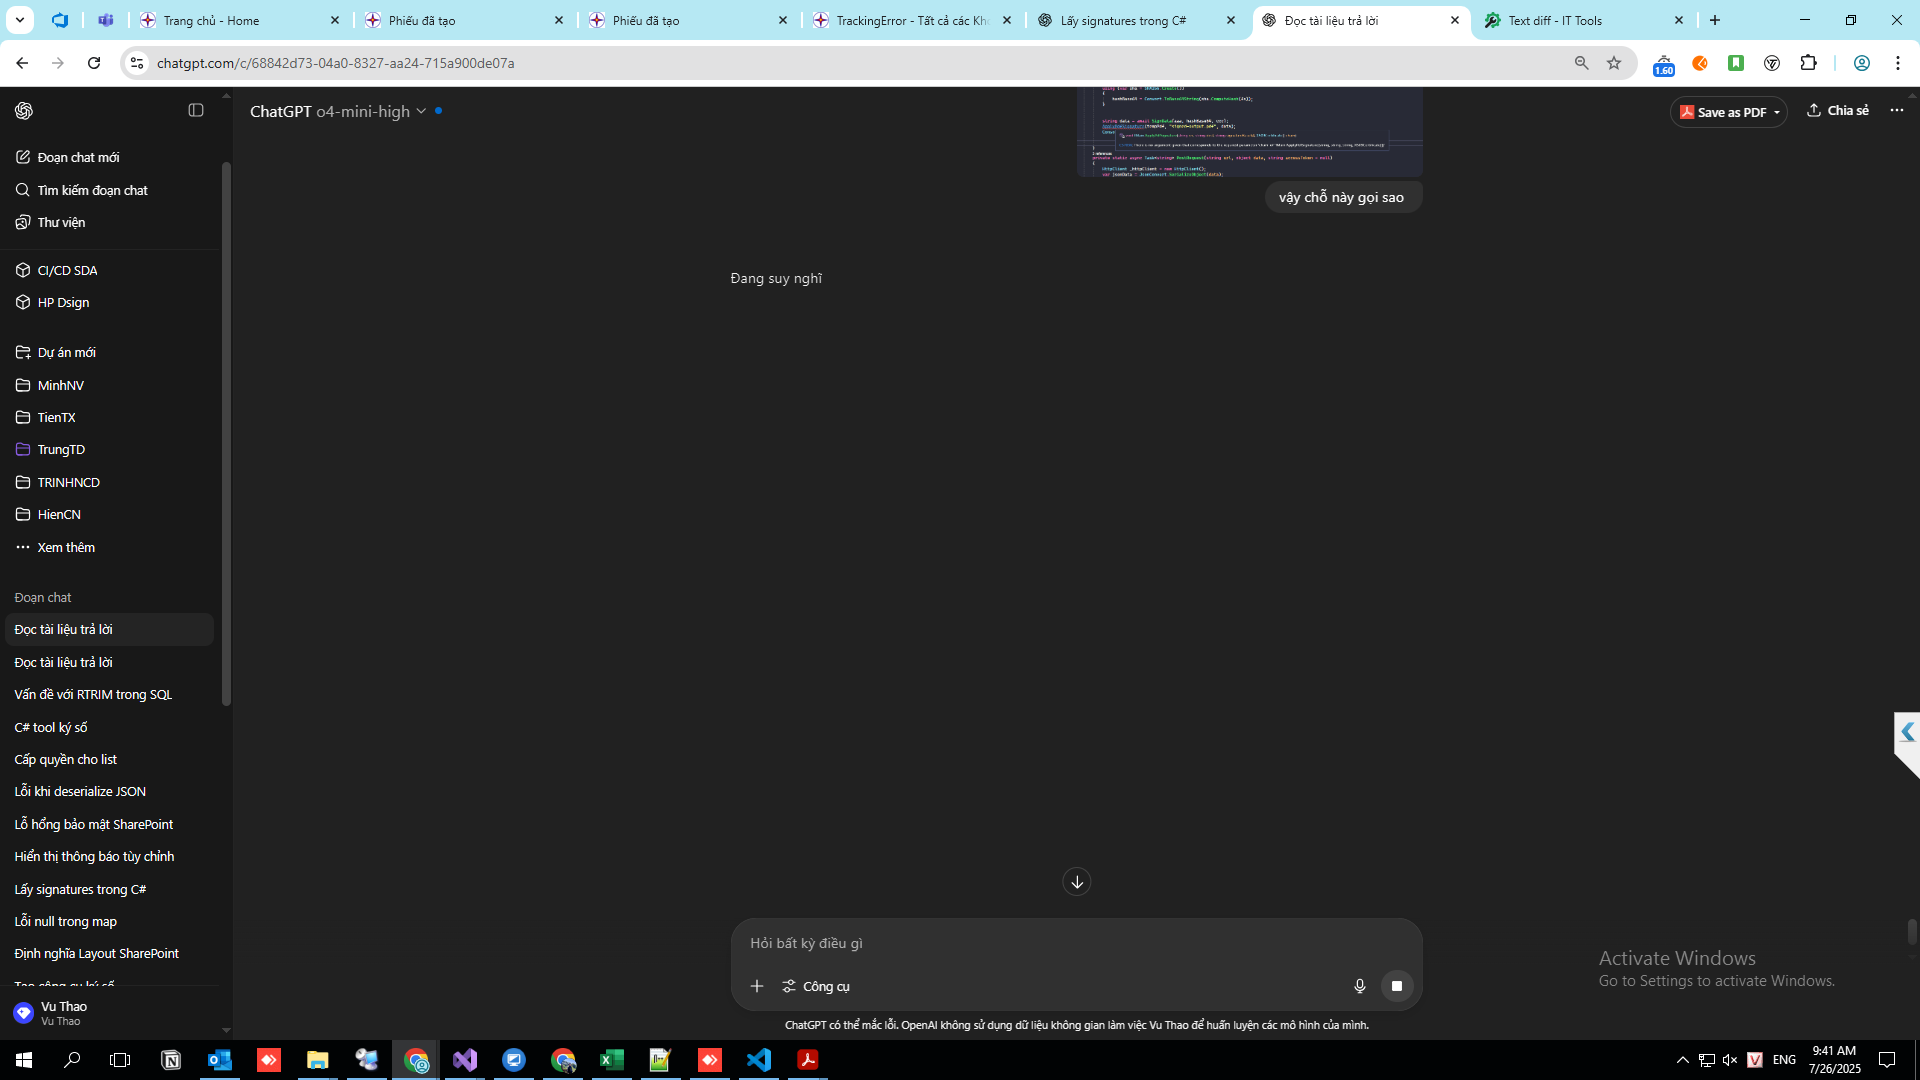 Trang chủ - Home
Phiếu đã tạo
Phiếu đã tạo
TrackingError - Tất cả các Kh
Lấy signatures trong C#
Đọc tài liệu trả lời
Text diff - IT Tools
chatgpt.com/c/68842d73-04a0-8327-aa24-715a900de07a
1.60
ChatGPT o4-mini-high
Save as PDF
Chia sẻ
Đoạn chat mới
Tìm kiếm đoạn chat
Thư viện
CI/CD SDA
HP Dsign
Dự án mới
MinhNV
TienTX
TrungTD
TRINHNCD
HienCN
Xem thêm
Đoạn chat
Đọc tài liệu trả lời
Đọc tài liệu trả lời
Vấn đề với RTRIM trong SQL
C# tool ký số
Cấp quyền cho list
Lỗi khi deserialize JSON
Lỗ hổng bảo mật SharePoint
Hiển thị thông báo tùy chỉnh
Lấy signatures trong C#
Lỗi null trong map
Định nghĩa Layout SharePoint
Tạo công cụ ký số
Vu Thao
Vu Thao
vậy chỗ này gọi sao
Đang suy nghĩ
Hỏi bất kỳ điều gì
Công cụ
ChatGPT có thể mắc lỗi. OpenAI không sử dụng dữ liệu không gian làm việc Vu Thao để huấn luyện các mô hình của mình.
Activate Windows
Go to Settings to activate Windows.
ENG
9:41 AM
7/26/2025